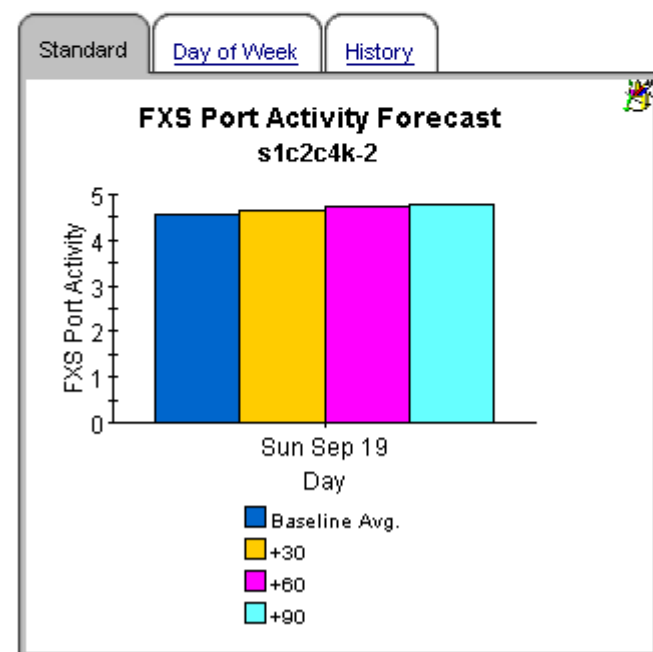 Standard
Day of Week
History
FXS Port Activity Forecast
s1c2c4k-2
FXS Port Activity
5
4
3
2
1
0
Sun Sep 19
Day
Baseline Avg.
+30
+60
+90